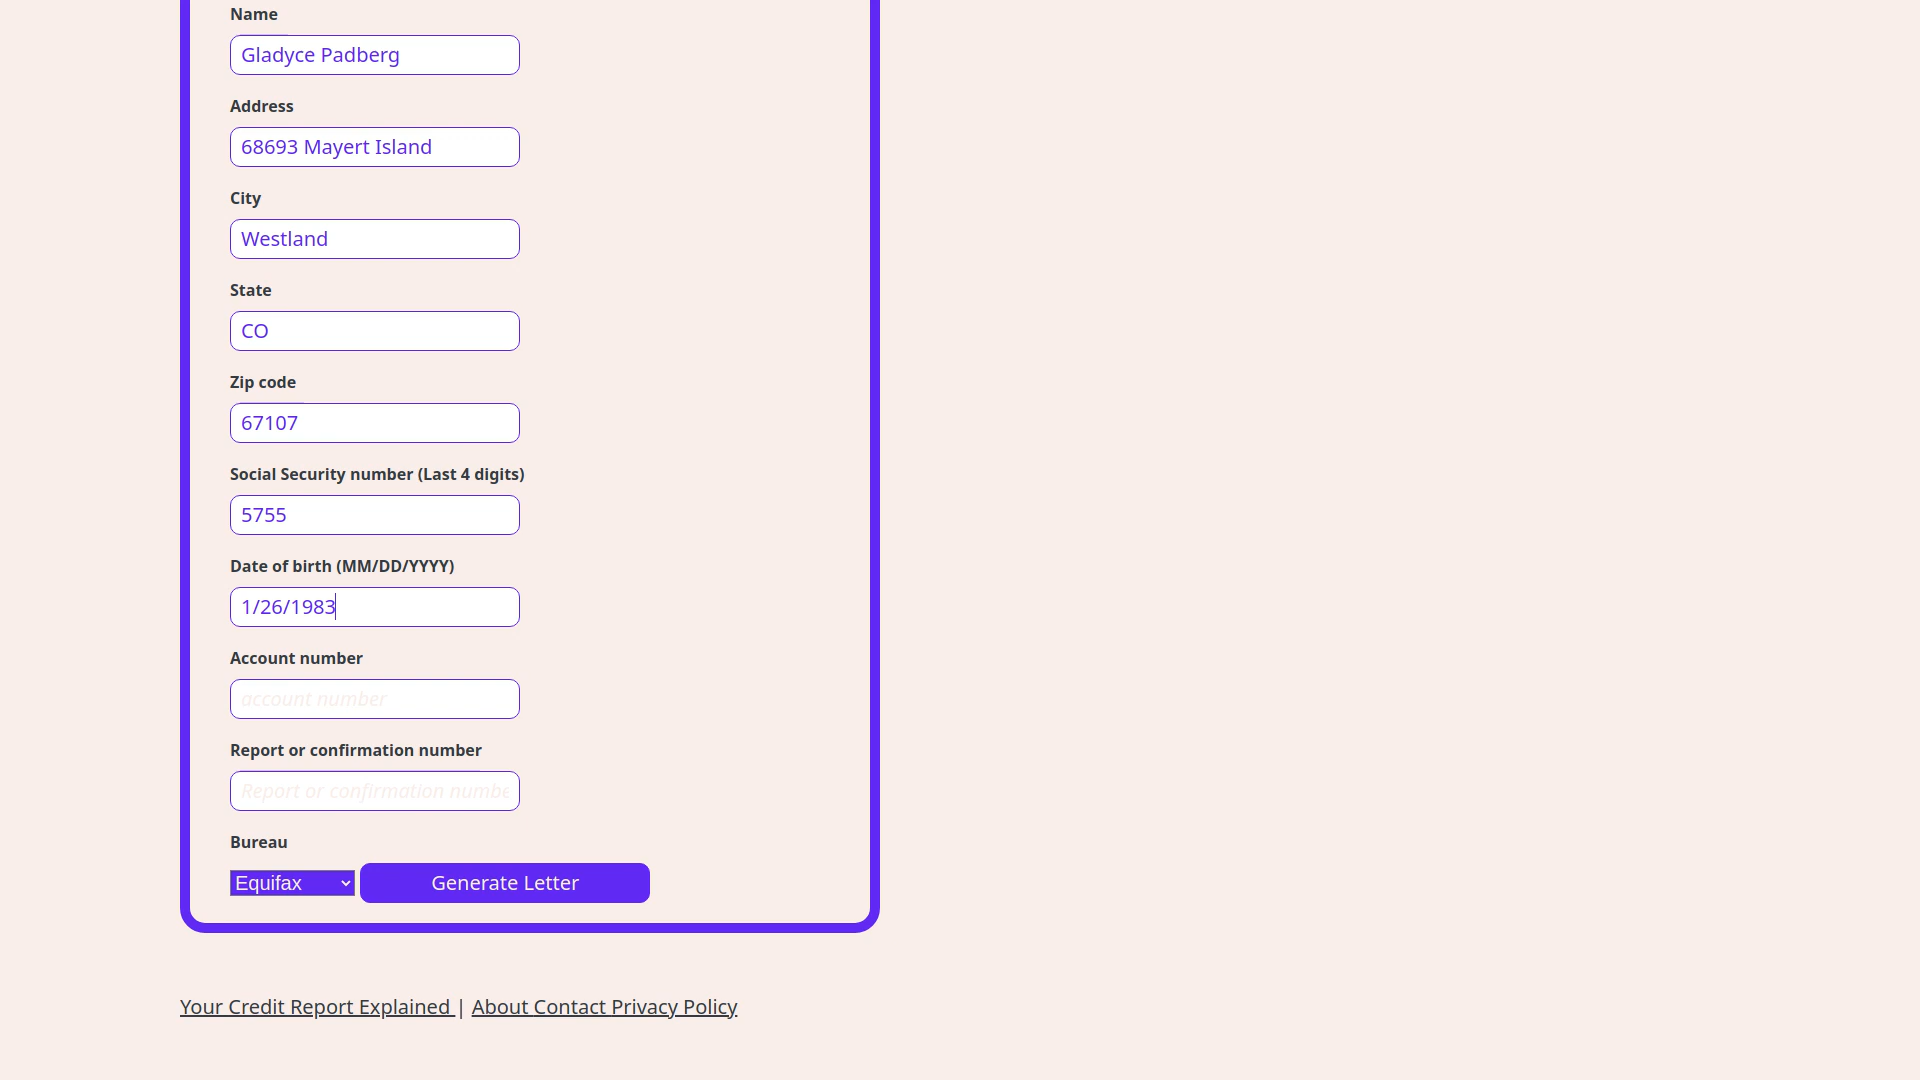 Name
Gladyce Padberg
Address
68693 Mayert Island
City
Westland
State
CO
Zip code
67107
Social Security number (Last 4 digits)
5755
Date of birth (MM/DD/YYYY)
1/26/1983
Account number
account number
Report or confirmation number
Report or confirmation numbe
Bureau
Equifax Generate Letter
Your Credit Report Explained | About Contact Privacy Policy